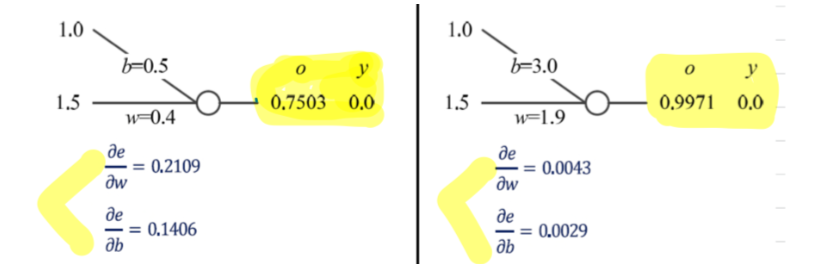 1.0
b=0.5
o y
1.5 0.7503 0.0
w=0.4
∂e/∂w = 0.2109
∂e/∂b = 0.1406
1.0
b=3.0
o y
1.5 0.9971 0.0
w=1.9
∂e/∂w = 0.0043
∂e/∂b = 0.0029